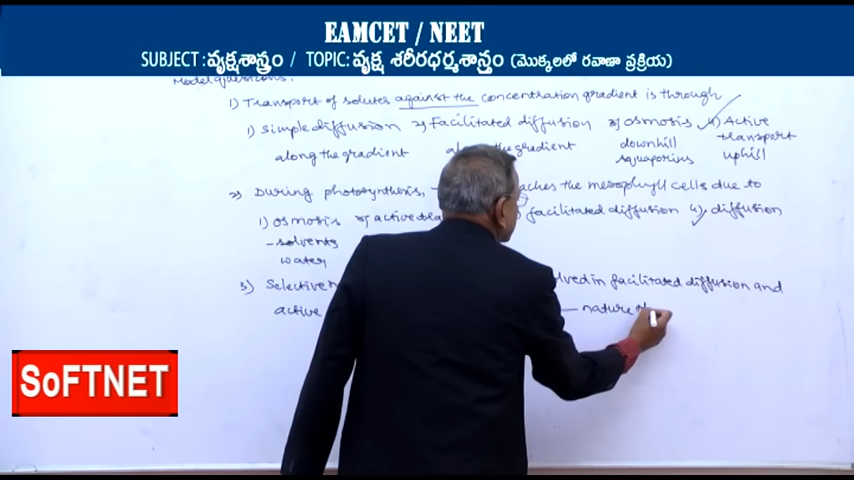 EAMCET / NEET
SUBJECT :వృక్షశాస్త్రం / TOPIC: వృక్ష శరీరధర్మశాస్త్రం (మొక్కలలో రవాణా ప్రక్రియ)
Model questions:
1) Transport of solutes against the concentration gradient is through
1) Simple diffusion 2) Facilitated diffusion 3) Osmosis 4) Active transport
along the gradient the gradient downhill aquaporins uphill
2) During photosynthesis, the mesophyll cells due to
1) Osmosis 2) active facilitated diffusion 4) diffusion
- solvents
water
3) Selective in facilitated diffusion and
active — nature
SoFTNET